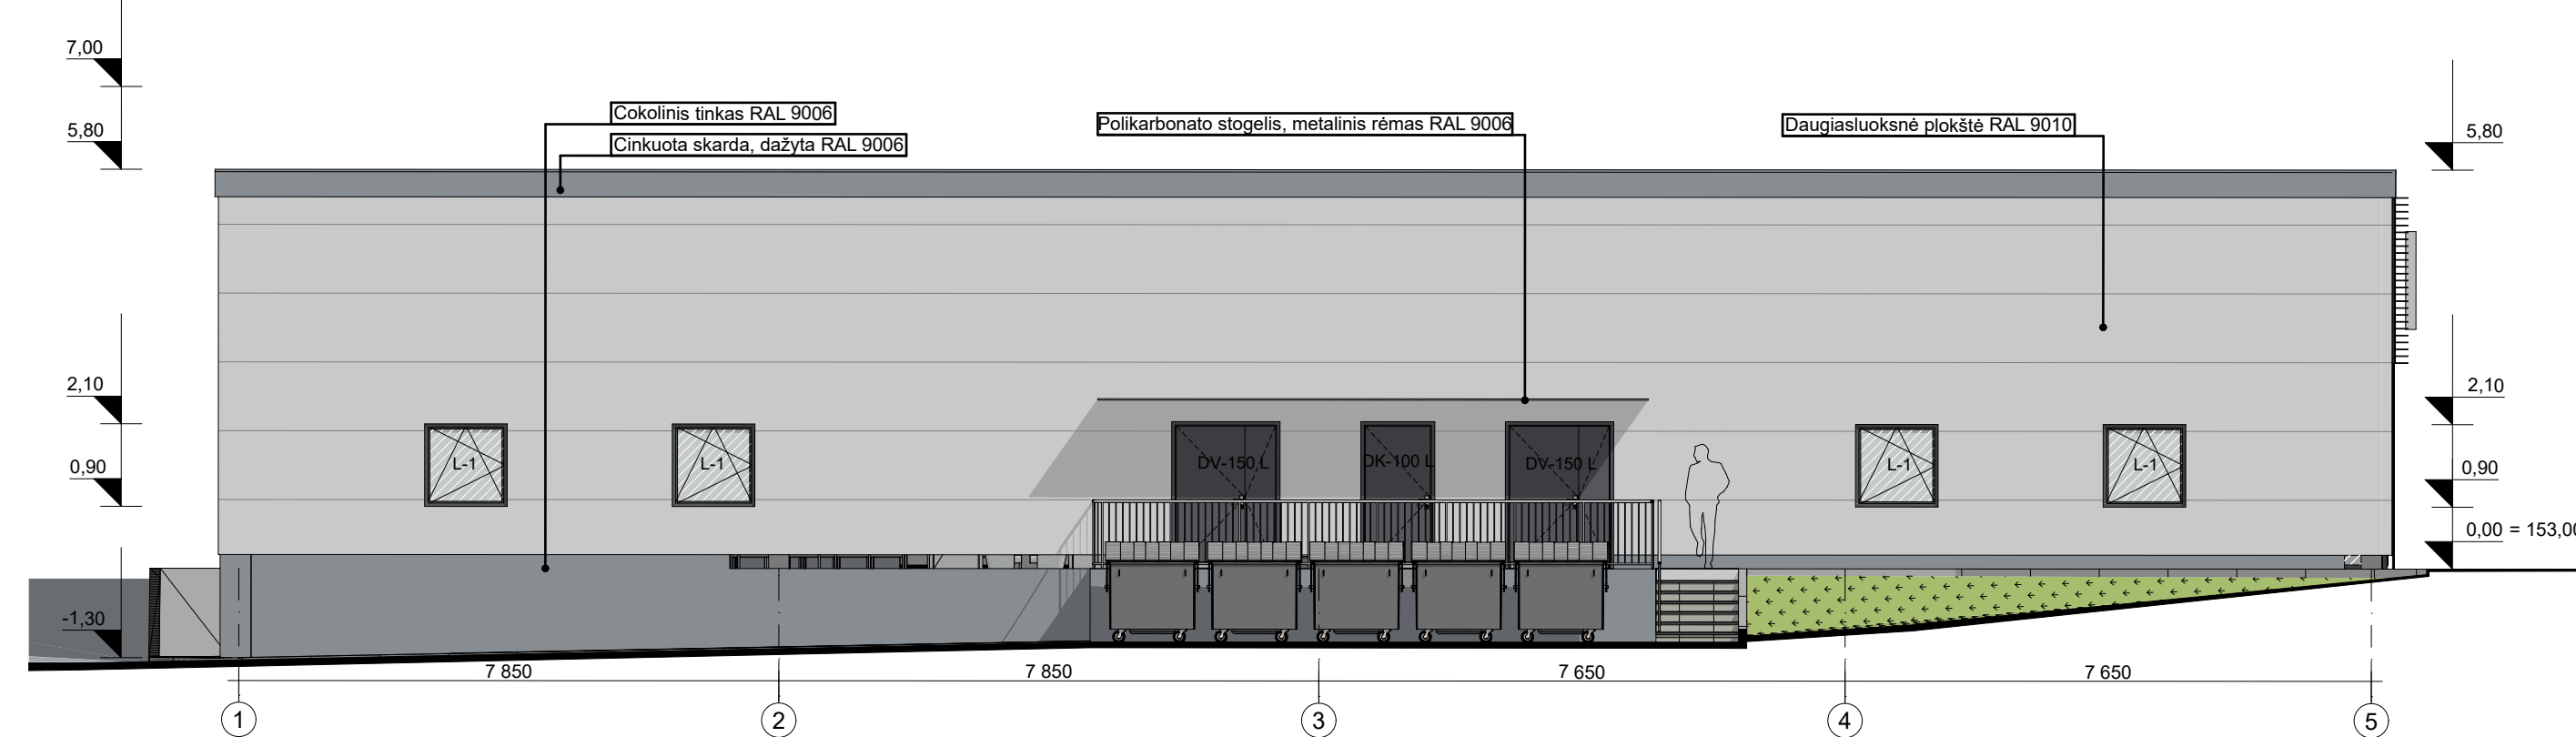 7,00
5,80
Cokolinis tinkas RAL 9006
Cinkuota skarda, dažyta RAL 9006
Polikarbonato stogelis, metalinis rėmas RAL 9006
Daugiasluoksnė plokštė RAL 9010
5,80
2,10
2,10
0,90
L-1
L-1
DV-150 L
DK-100 L
DV-150 L
L-1
L-1
0,90
0,00 = 153,00
-1,30
7 850
7 850
7 650
7 650
1
2
3
4
5